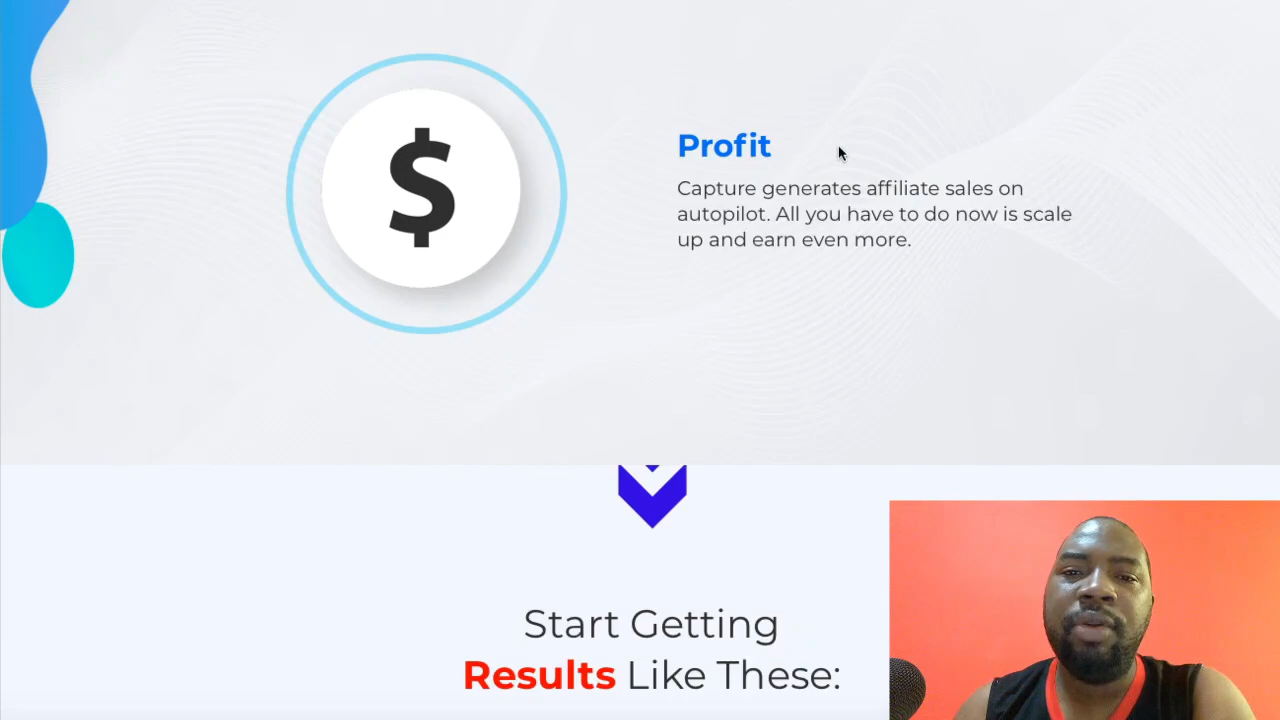 $
Profit
Capture generates affiliate sales on
autopilot. All you have to do now is scale
up and earn even more.
Start Getting
Results Like These: